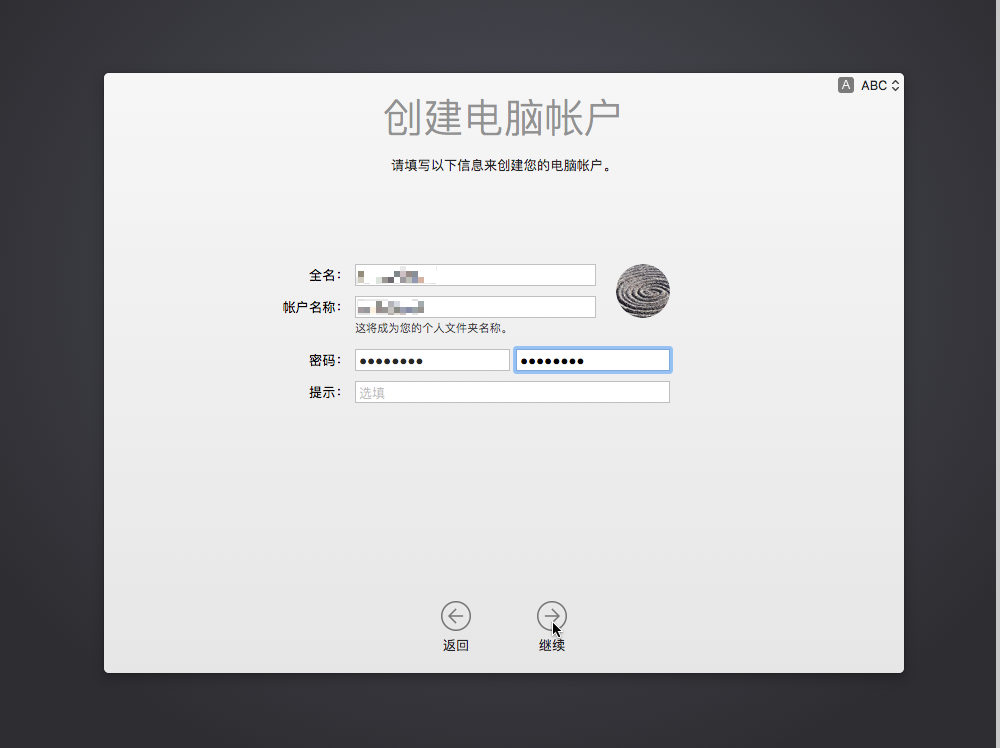 A ABC
创建电脑帐户
请填写以下信息来创建您的电脑帐户。
全名：
帐户名称：
这将成为您的个人文件夹名称。
密码： ●●●●●●●● ●●●●●●●●
提示： 选填
返回 继续